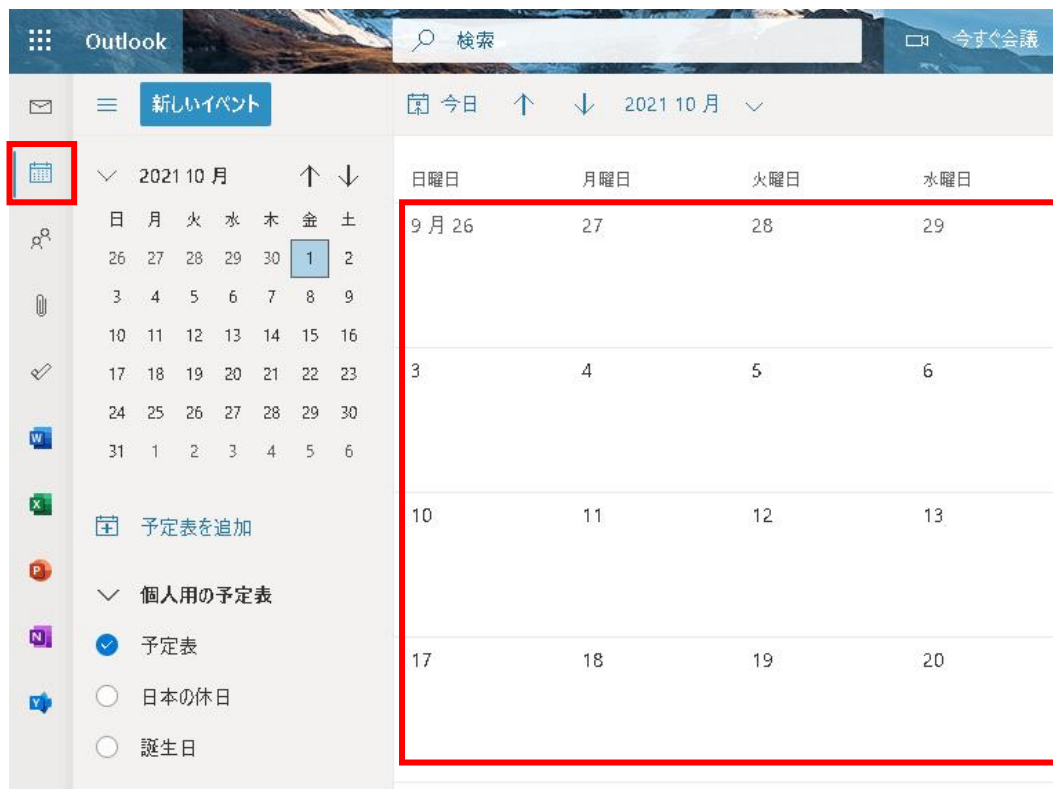 Outlook
検索
今すぐ会議
新しいイベント
今日 2021 10 月
2021 10 月
日 月 火 水 木 金 土
26 27 28 29 30 1 2
3 4 5 6 7 8 9
10 11 12 13 14 15 16
17 18 19 20 21 22 23
24 25 26 27 28 29 30
31 1 2 3 4 5 6
予定表を追加
個人用の予定表
予定表
日本の休日
誕生日
日曜日 月曜日 火曜日 水曜日
9 月 26 27 28 29
3 4 5 6
10 11 12 13
17 18 19 20
W
X
P
N
Y